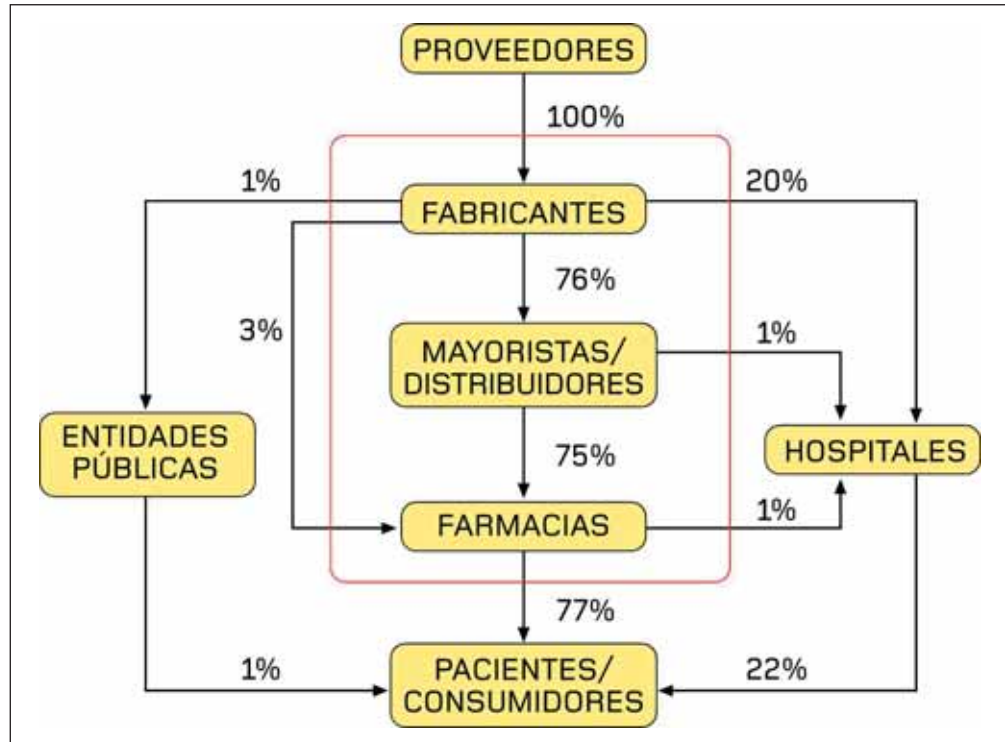 PROVEEDORES
100%
1%
20%
FABRICANTES
76%
3%
MAYORISTAS/
DISTRIBUIDORES
1%
ENTIDADES
PÚBLICAS
75%
HOSPITALES
FARMACIAS
1%
77%
1%
PACIENTES/
CONSUMIDORES
22%